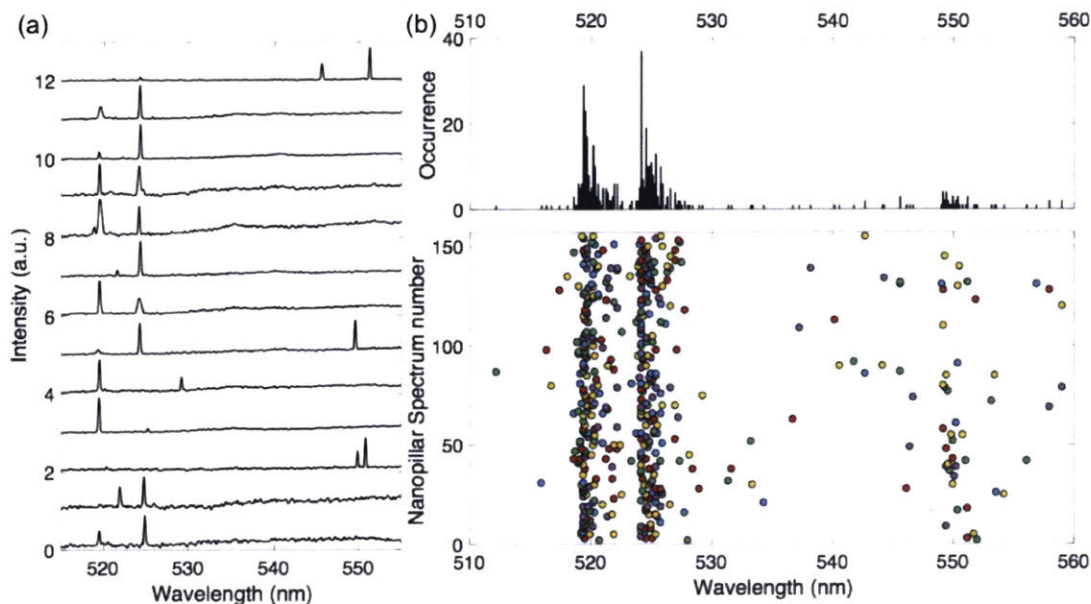 (a)
12
10
8
6
4
2
0
Intensity (a.u.)
520 530 540 550
Wavelength (nm)
(b)
510 520 530 540 550 560
40
20
0
Occurrence
150
100
50
0
Nanopillar Spectrum number
510 520 530 540 550 560
Wavelength (nm)